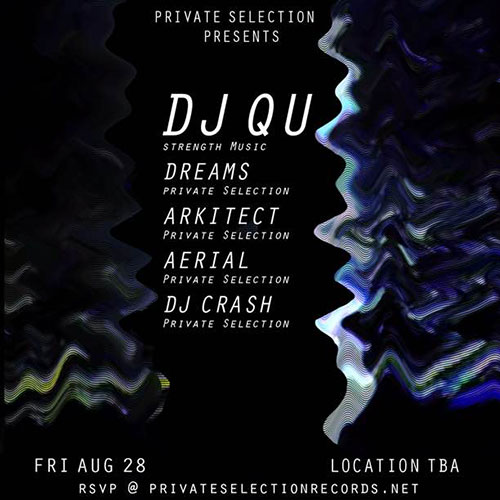 PRIVATE SELECTION
PRESENTS
DJ QU
STRENGTH MUSIC
DREAMS
PRIVATE SELECTION
ARKITECT
PRIVATE SELECTION
AERIAL
PRIVATE SELECTION
DJ CRASH
PRIVATE SELECTION
FRI AUG 28
LOCATION TBA
RSVP @ PRIVATESELECTIONRECORDS.NET